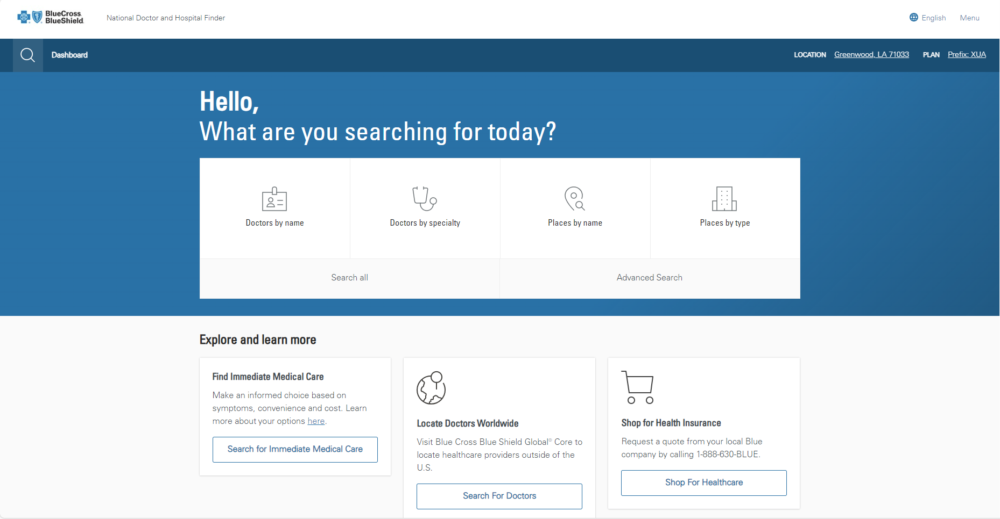 BlueCross
BlueShield
National Doctor and Hospital Finder
English
Menu
Dashboard
LOCATION Greenwood, LA 71033 PLAN Prefix: XUA
Hello,
What are you searching for today?
Doctors by name
Doctors by specialty
Places by name
Places by type
Search all
Advanced Search
Explore and learn more
Find Immediate Medical Care
Make an informed choice based on
symptoms, convenience and cost. Learn
more about your options here.
Search for Immediate Medical Care
Locate Doctors Worldwide
Visit Blue Cross Blue Shield Global® Core to
locate healthcare providers outside of the
U.S.
Search For Doctors
Shop for Health Insurance
Request a quote from your local Blue
company by calling 1-888-630-BLUE.
Shop For Healthcare